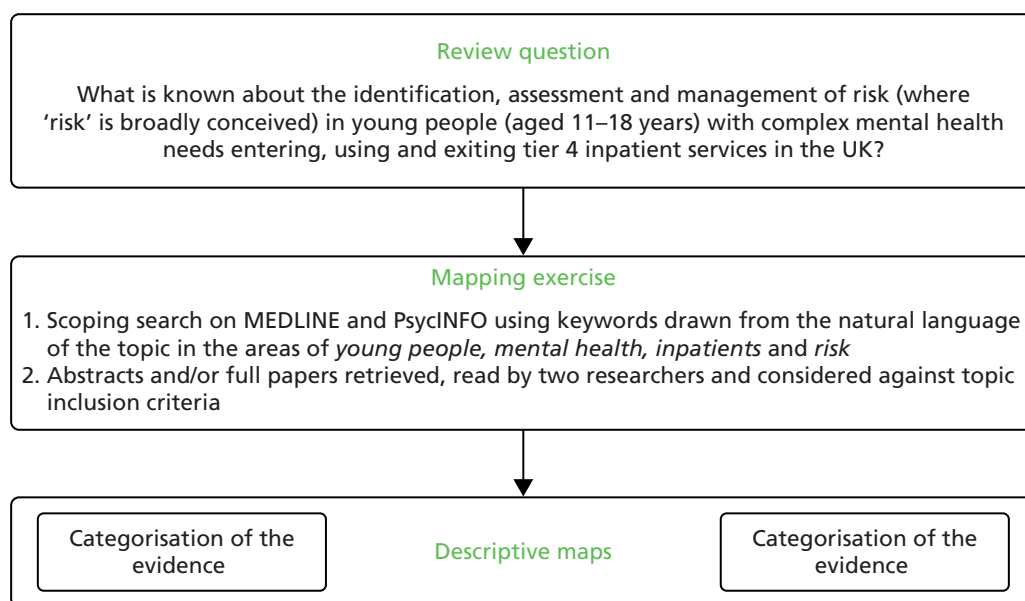 Review question
What is known about the identification, assessment and management of risk (where
‘risk’ is broadly conceived) in young people (aged 11–18 years) with complex mental health
needs entering, using and exiting tier 4 inpatient services in the UK?
Mapping exercise
1. Scoping search on MEDLINE and PsycINFO using keywords drawn from the natural language
of the topic in the areas of young people, mental health, inpatients and risk
2. Abstracts and/or full papers retrieved, read by two researchers and considered against topic
inclusion criteria
Categorisation of the
evidence
Descriptive maps
Categorisation of the
evidence